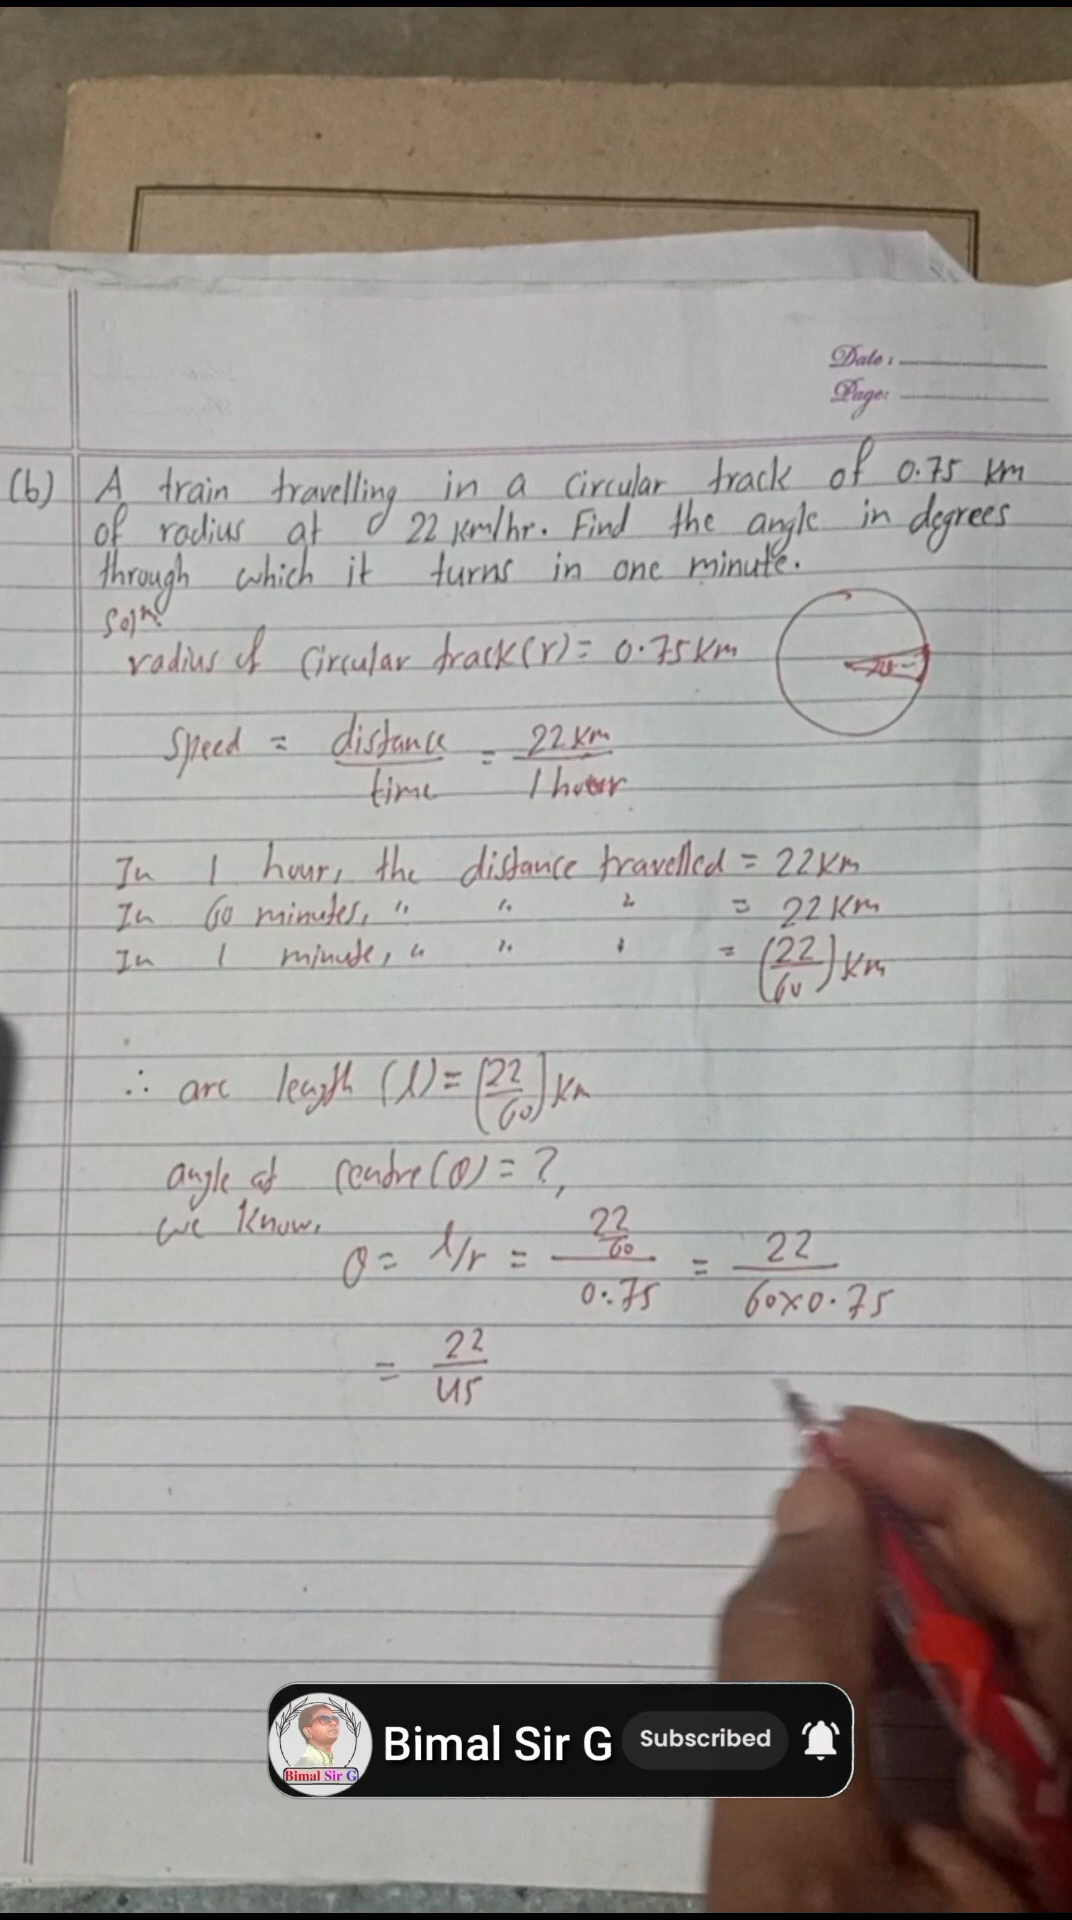 Date:
Page:
(b) A train travelling in a circular track of 0.75 km
of radius at 22 km/hr. Find the angle in degrees
through which it turns in one minute.
Soln
radius of circular track(r) = 0.75 km
Speed = distance/time = 22 km/1 hour
In 1 hour, the distance travelled = 22 km
In 60 minutes, " " " = 22 km
In 1 minute, " " " = (22/60) km
∴ arc length (l) = (22/60) km
angle at centre(θ) = ?,
we know,
θ = l/r = 22/60 / 0.75 = 22 / 60×0.75
= 22/45
Bimal Sir G Subscribed
Bimal Sir G